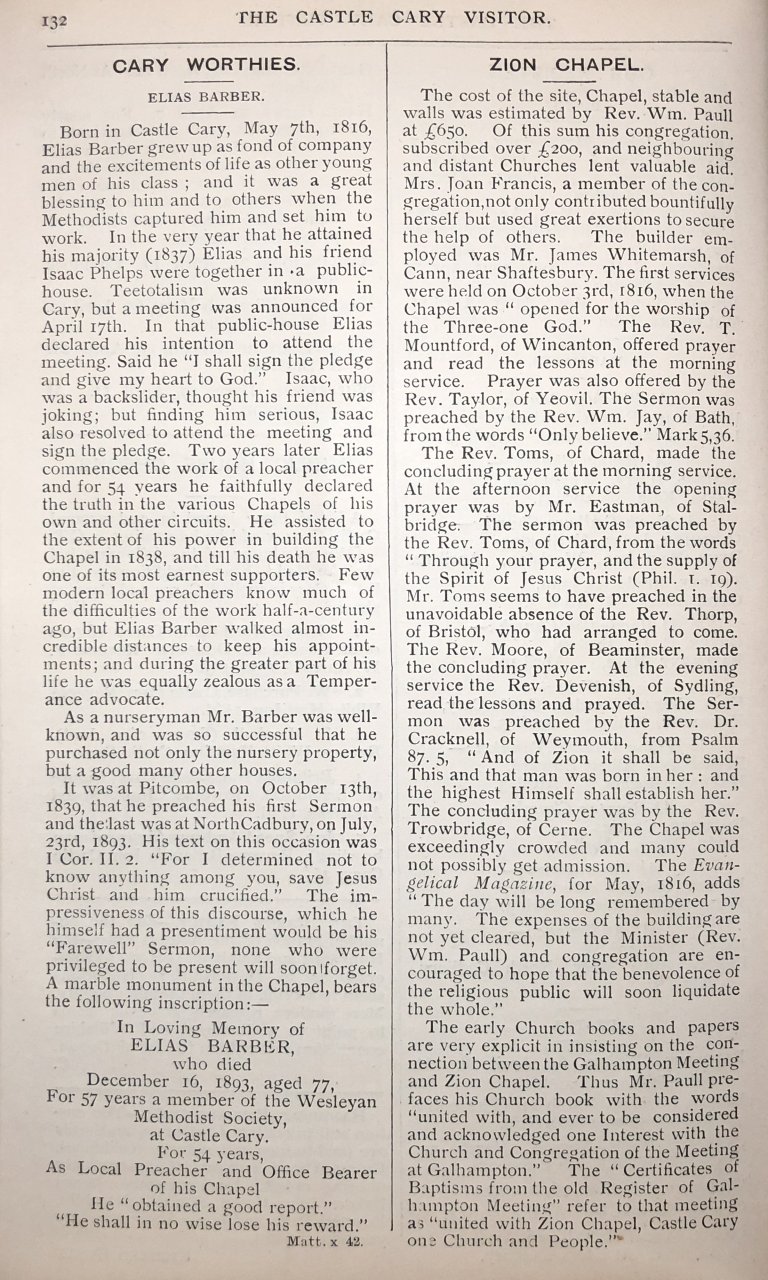 132
THE CASTLE CARY VISITOR.
CARY WORTHIES.
ELIAS BARBER.
Born in Castle Cary, May 7th, 1816,
Elias Barber grew up as fond of company
and the excitements of life as other young
men of his class ; and it was a great
blessing to him and to others when the
Methodists captured him and set him to
work. In the very year that he attained
his majority (1837) Elias and his friend
Isaac Phelps were together in a public-
house. Teetotalism was unknown in
Cary, but a meeting was announced for
April 17th. In that public-house Elias
declared his intention to attend the
meeting. Said he "I shall sign the pledge
and give my heart to God." Isaac, who
was a backslider, thought his friend was
joking; but finding him serious, Isaac
also resolved to attend the meeting and
sign the pledge. Two years later Elias
commenced the work of a local preacher
and for 54 years he faithfully declared
the truth in the various Chapels of his
own and other circuits. He assisted to
the extent of his power in building the
Chapel in 1838, and till his death he was
one of its most earnest supporters. Few
modern local preachers know much of
the difficulties of the work half-a-century
ago, but Elias Barber walked almost in-
credible distances to keep his appoint-
ments; and during the greater part of his
life he was equally zealous as a Temper-
ance advocate.
As a nurseryman Mr. Barber was well-
known, and was so successful that he
purchased not only the nursery property,
but a good many other houses.
It was at Pitcombe, on October 13th,
1839, that he preached his first Sermon
and the last was at North Cadbury, on July,
23rd, 1893. His text on this occasion was
I Cor. II. 2. "For I determined not to
know anything among you, save Jesus
Christ and him crucified." The im-
pressiveness of this discourse, which he
himself had a presentiment would be his
"Farewell" Sermon, none who were
privileged to be present will soon forget.
A marble monument in the Chapel, bears
the following inscription:—
In Loving Memory of
ELIAS BARBER,
who died
December 16, 1893, aged 77,
For 57 years a member of the Wesleyan
Methodist Society,
at Castle Cary.
For 54 years,
As Local Preacher and Office Bearer
of his Chapel
He "obtained a good report."
"He shall in no wise lose his reward."
Matt. x 42.
ZION CHAPEL.
The cost of the site, Chapel, stable and
walls was estimated by Rev. Wm. Paull
at £650. Of this sum his congregation,
subscribed over £200, and neighbouring
and distant Churches lent valuable aid.
Mrs. Joan Francis, a member of the con-
gregation,not only contributed bountifully
herself but used great exertions to secure
the help of others. The builder em-
ployed was Mr. James Whitemarsh, of
Cann, near Shaftesbury. The first services
were held on October 3rd, 1816, when the
Chapel was " opened for the worship of
the Three-one God." The Rev. T.
Mountford, of Wincanton, offered prayer
and read the lessons at the morning
service. Prayer was also offered by the
Rev. Taylor, of Yeovil. The Sermon was
preached by the Rev. Wm. Jay, of Bath,
from the words "Only believe." Mark 5,36.
The Rev. Toms, of Chard, made the
concluding prayer at the morning service.
At the afternoon service the opening
prayer was by Mr. Eastman, of Stal-
bridge. The sermon was preached by
the Rev. Toms, of Chard, from the words
" Through your prayer, and the supply of
the Spirit of Jesus Christ (Phil. 1. 19).
Mr. Toms seems to have preached in the
unavoidable absence of the Rev. Thorp,
of Bristol, who had arranged to come.
The Rev. Moore, of Beaminster, made
the concluding prayer. At the evening
service the Rev. Devenish, of Sydling,
read the lessons and prayed. The Ser-
mon was preached by the Rev. Dr.
Cracknell, of Weymouth, from Psalm
87. 5, " And of Zion it shall be said,
This and that man was born in her : and
the highest Himself shall establish her."
The concluding prayer was by the Rev.
Trowbridge, of Cerne. The Chapel was
exceedingly crowded and many could
not possibly get admission. The Evan-
gelical Magazine, for May, 1816, adds
" The day will be long remembered by
many. The expenses of the building are
not yet cleared, but the Minister (Rev.
Wm. Paull) and congregation are en-
couraged to hope that the benevolence of
the religious public will soon liquidate
the whole."
The early Church books and papers
are very explicit in insisting on the con-
nection between the Galhampton Meeting
and Zion Chapel. Thus Mr. Paull pre-
faces his Church book with the words
"united with, and ever to be considered
and acknowledged one Interest with the
Church and Congregation of the Meeting
at Galhampton." The " Certificates of
Baptisms from the old Register of Gal-
hampton Meeting" refer to that meeting
as "united with Zion Chapel, Castle Cary
one Church and People."